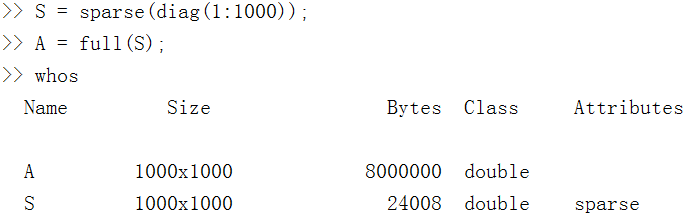 >> S = sparse(diag(1:1000));
>> A = full(S);
>> whos
Name Size Bytes Class Attributes
A 1000x1000 8000000 double
S 1000x1000 24008 double sparse